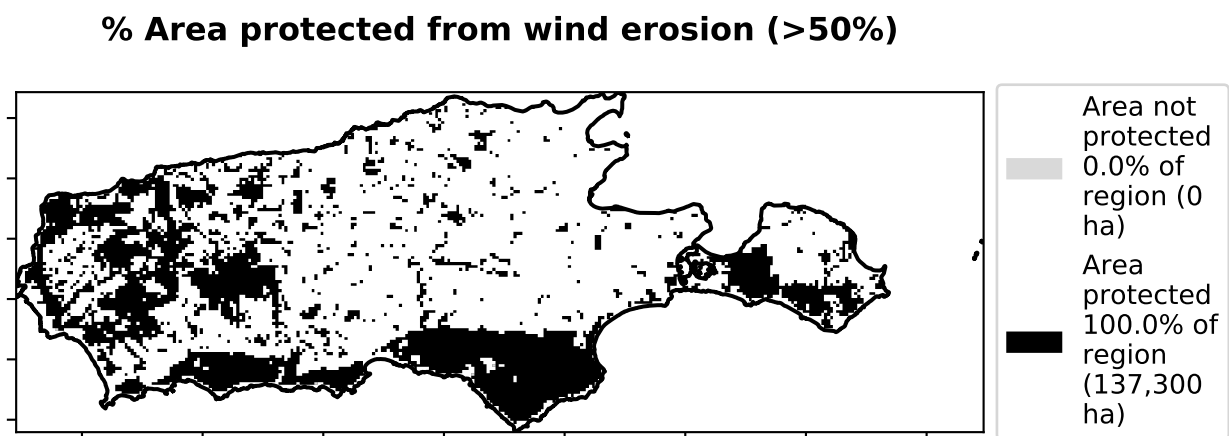 % Area protected from wind erosion (>50%)
Area not
protected
0.0% of
region (0
ha)
Area
protected
100.0% of
region
(137,300
ha)